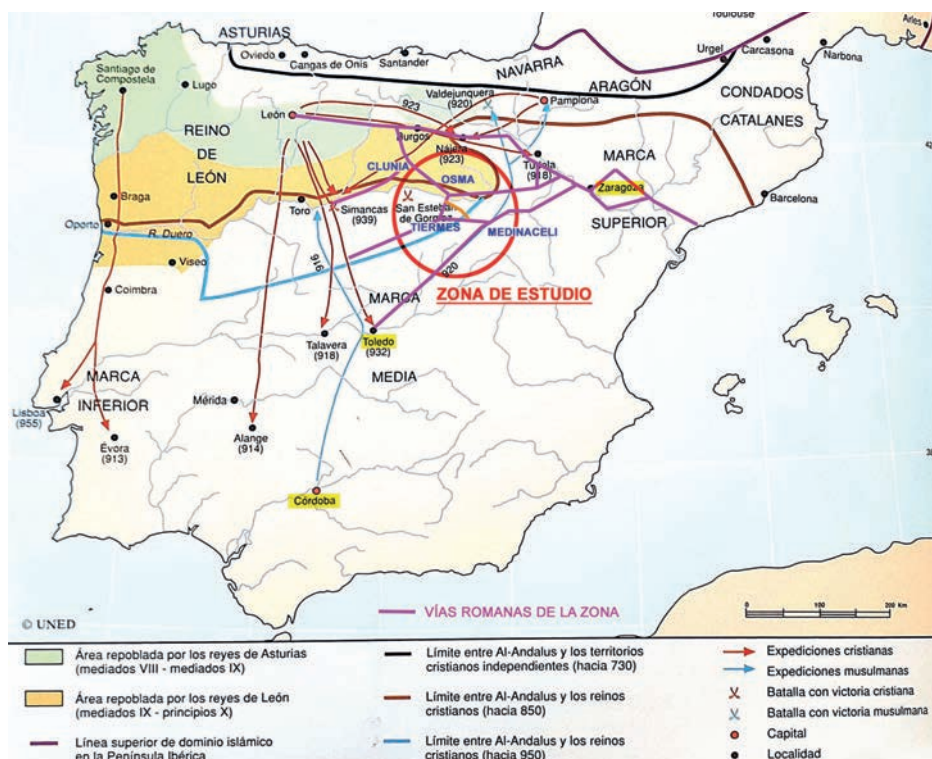 Toulouse
Arles
ASTURIAS
Oviedo
Cangas de Onís
Santander
Urgel
Carcasona
Narbona
NAVARRA
Santiago de
Compostela
Lugo
Valdejunquera
(920)
ARAGÓN
CONDADOS
CATALANES
923
Pamplona
León
REINO
DE
LEÓN
Burgos
Nájera
(923)
Tudela
(918)
MARCA
SUPERIOR
CLUNIA
OSMA
Zaragoza
Barcelona
Braga
Toro
Simancas
(939)
San Esteban
de Gormaz
TIERMES
MEDINACELI
Oporto
R. Duero
916
920
Viseo
ZONA DE ESTUDIO
Coimbra
MARCA
MEDIA
Talavera
(918)
Toledo
(932)
MARCA
INFERIOR
Mérida
Lisboa
(955)
Alange
(914)
Évora
(913)
Córdoba
VÍAS ROMANAS DE LA ZONA
0 100 200 Km
© UNED
Área repoblada por los reyes de Asturias
(mediados VIII - mediados IX)
Área repoblada por los reyes de León
(mediados IX - principios X)
Línea superior de dominio islámico
en la Península Ibérica
Límite entre Al-Andalus y los territorios
cristianos independientes (hacia 730)
Límite entre Al-Andalus y los reinos
cristianos (hacia 850)
Límite entre Al-Andalus y los reinos
cristianos (hacia 950)
Expediciones cristianas
Expediciones musulmanas
Batalla con victoria cristiana
Batalla con victoria musulmana
Capital
Localidad